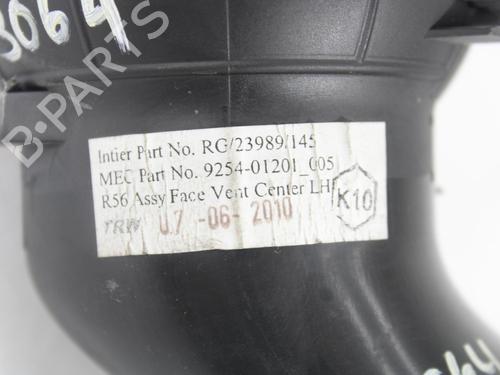 3064
Intier Part No. RG/23989/145
MEC Part No. 9254-01201_005
R56 Assy Face Vent Center LH
K10
TRW 07-06-2010
B-PARTS